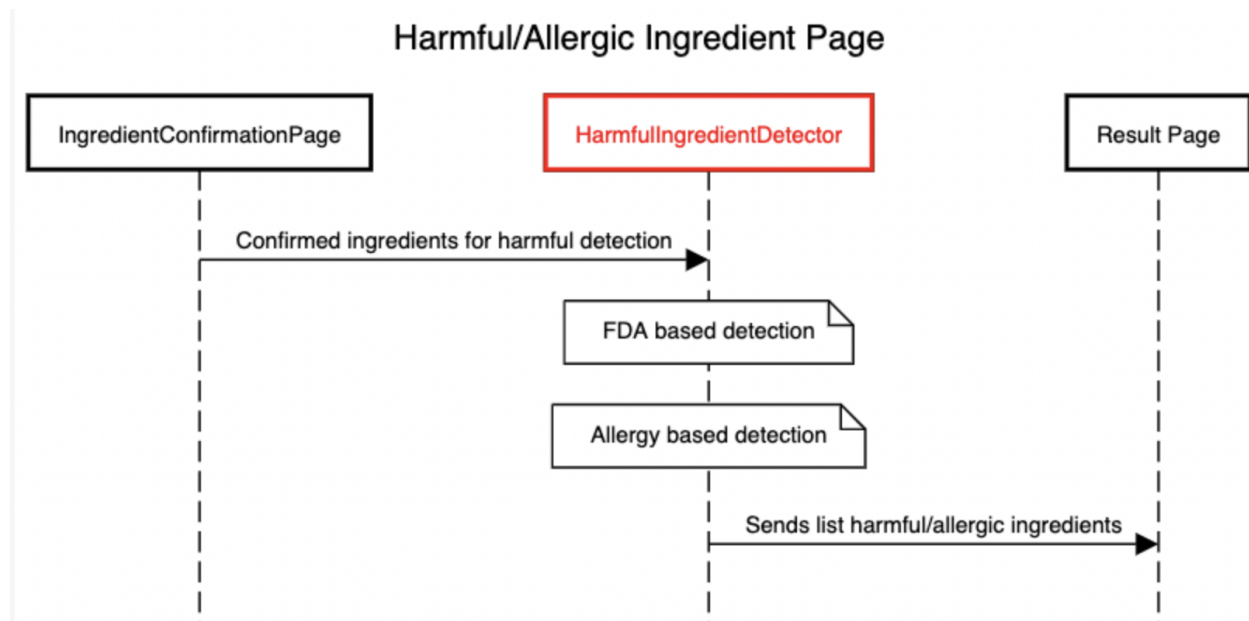 Harmful/Allergic Ingredient Page
IngredientConfirmationPage
HarmfulIngredientDetector
Result Page
Confirmed ingredients for harmful detection
FDA based detection
Allergy based detection
Sends list harmful/allergic ingredients